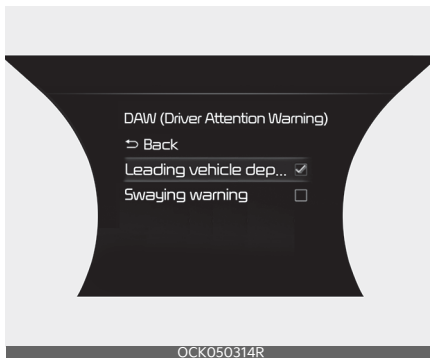 DAW (Driver Attention Warning)
⮌ Back
Leading vehicle dep... ☑
Swaying warning ☐
OCK050314R